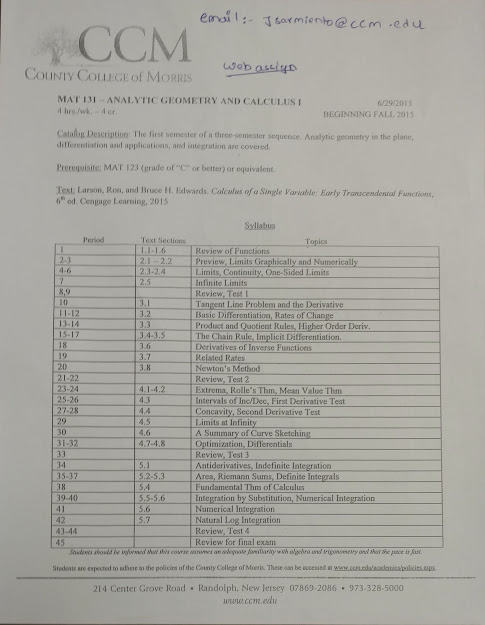 email :- Jsarmiento@ccm.edu
CCM
COUNTY COLLEGE OF MORRIS
webassign
MAT 131 – ANALYTIC GEOMETRY AND CALCULUS I 6/29/2015
4 hrs./wk. – 4 cr. BEGINNING FALL 2015
Catalog Description: The first semester of a three-semester sequence. Analytic geometry in the plane,
differentiation and applications, and integration are covered.
Prerequisite: MAT 123 (grade of "C" or better) or equivalent.
Text: Larson, Ron, and Bruce H. Edwards. Calculus of a Single Variable: Early Transcendental Functions,
6th ed. Cengage Learning, 2015
Syllabus
Period Text Sections Topics
1 1.1-1.6 Review of Functions
2-3 2.1 – 2.2 Preview, Limits Graphically and Numerically
4-6 2.3-2.4 Limits, Continuity, One-Sided Limits
7 2.5 Infinite Limits
8,9 Review, Test 1
10 3.1 Tangent Line Problem and the Derivative
11-12 3.2 Basic Differentiation, Rates of Change
13-14 3.3 Product and Quotient Rules, Higher Order Deriv.
15-17 3.4-3.5 The Chain Rule, Implicit Differentiation.
18 3.6 Derivatives of Inverse Functions
19 3.7 Related Rates
20 3.8 Newton's Method
21-22 Review, Test 2
23-24 4.1-4.2 Extrema, Rolle's Thm, Mean Value Thm
25-26 4.3 Intervals of Inc/Dec, First Derivative Test
27-28 4.4 Concavity, Second Derivative Test
29 4.5 Limits at Infinity
30 4.6 A Summary of Curve Sketching
31-32 4.7-4.8 Optimization, Differentials
33 Review, Test 3
34 5.1 Antiderivatives, Indefinite Integration
35-37 5.2-5.3 Area, Riemann Sums, Definite Integrals
38 5.4 Fundamental Thm of Calculus
39-40 5.5-5.6 Integration by Substitution, Numerical Integration
41 5.6 Numerical Integration
42 5.7 Natural Log Integration
43-44 Review, Test 4
45 Review for final exam
Students should be informed that this course assumes an adequate familiarity with algebra and trigonometry and that the pace is fast.
Students are expected to adhere to the policies of the County College of Morris. These can be accessed at www.ccm.edu/academics/policies.aspx.
214 Center Grove Road • Randolph, New Jersey 07869-2086 • 973-328-5000
www.ccm.edu